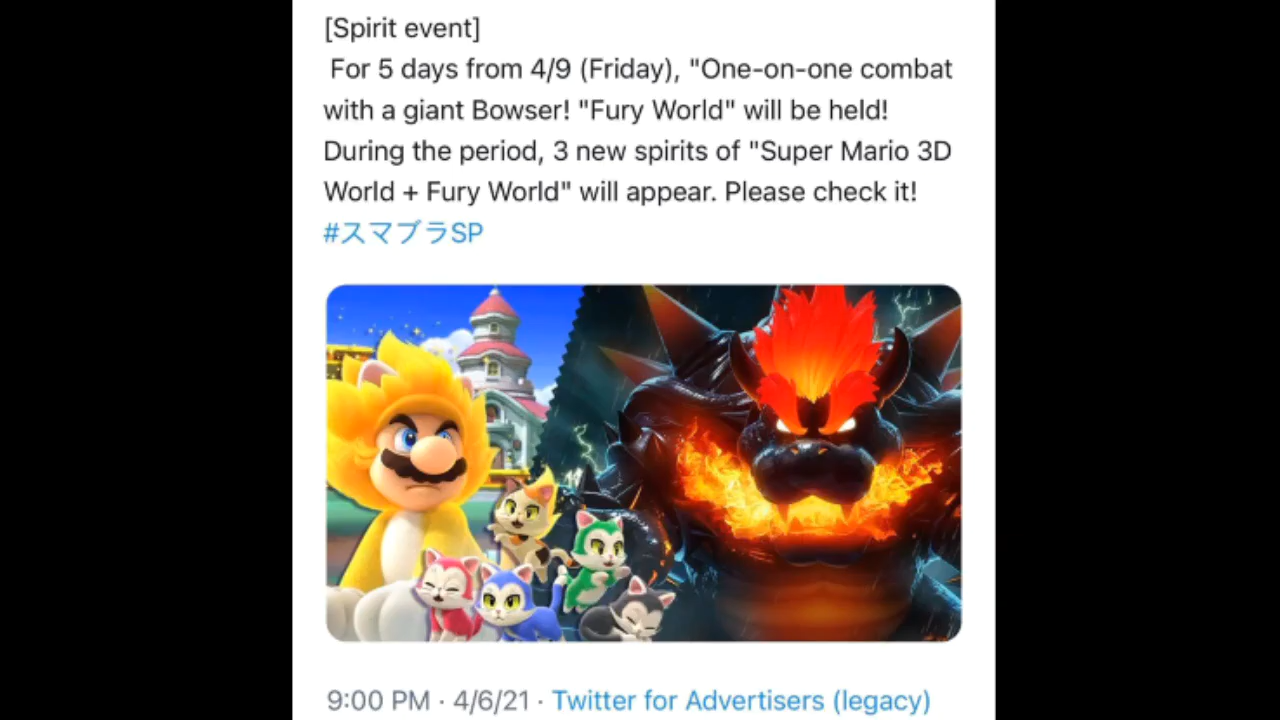 [Spirit event]
For 5 days from 4/9 (Friday), "One-on-one combat
with a giant Bowser! "Fury World" will be held!
During the period, 3 new spirits of "Super Mario 3D
World + Fury World" will appear. Please check it!
#スマブラSP
9:00 PM · 4/6/21 · Twitter for Advertisers (legacy)